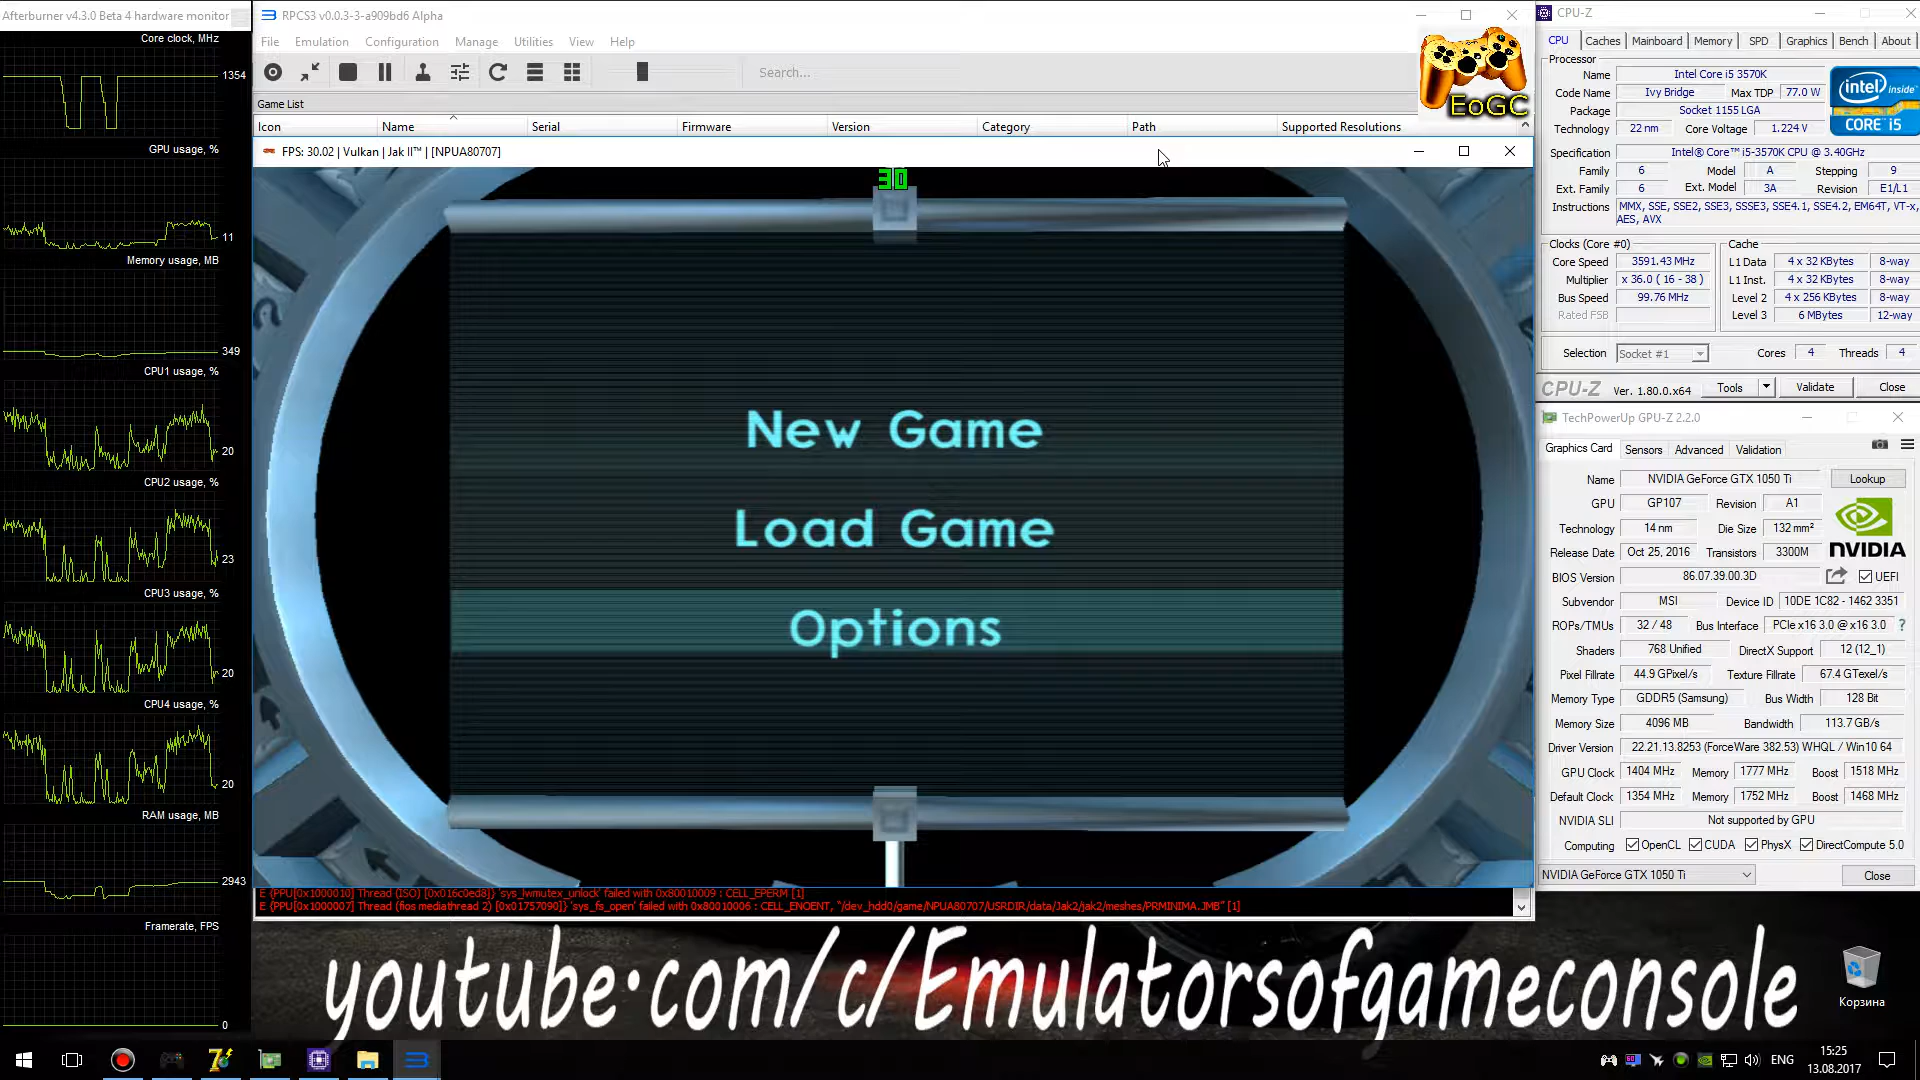 Afterburner v4.3.0 Beta 4 hardware monitor
Core clock, MHz
1354
GPU usage, %
11
Memory usage, MB
349
CPU1 usage, %
20
CPU2 usage, %
23
CPU3 usage, %
20
CPU4 usage, %
20
RAM usage, MB
2943
Framerate, FPS
0
RPCS3 v0.0.3-3-a909bd6 Alpha
File Emulation Configuration Manage Utilities View Help
Search...
EoGC
Game List
Icon Name Serial Firmware Version Category Path Supported Resolutions
FPS: 30.02 | Vulkan | Jak II™ | [NPUA80707]
30
New Game
Load Game
Options
E {PPU[0x1000010] Thread (ISO) [0x016c0ed8]} 'sys_lwmutex_unlock' failed with 0x80010009 : CELL_EPERM [1]
E {PPU[0x1000007] Thread (fios mediathread 2) [0x01757090]} 'sys_fs_open' failed with 0x80010006 : CELL_ENOENT, "/dev_hdd0/game/NPUA80707/USRDIR/data/Jak2/jak2/meshes/PRMINIMA.JMB" [1]
CPU-Z
CPU Caches Mainboard Memory SPD Graphics Bench About
Processor
Name Intel Core i5 3570K
Code Name Ivy Bridge Max TDP 77.0 W
Package Socket 1155 LGA
Technology 22 nm Core Voltage 1.224 V
intel inside™
CORE i5
Specification Intel® Core™ i5-3570K CPU @ 3.40GHz
Family 6 Model A Stepping 9
Ext. Family 6 Ext. Model 3A Revision E1/L1
Instructions MMX, SSE, SSE2, SSE3, SSSE3, SSE4.1, SSE4.2, EM64T, VT-x,
AES, AVX
Clocks (Core #0)
Core Speed 3591.43 MHz
Multiplier x 36.0 ( 16 - 38 )
Bus Speed 99.76 MHz
Rated FSB
Cache
L1 Data 4 x 32 KBytes 8-way
L1 Inst. 4 x 32 KBytes 8-way
Level 2 4 x 256 KBytes 8-way
Level 3 6 MBytes 12-way
Selection Socket #1 Cores 4 Threads 4
CPU-Z Ver. 1.80.0.x64 Tools Validate Close
TechPowerUp GPU-Z 2.2.0
Graphics Card Sensors Advanced Validation
Name NVIDIA GeForce GTX 1050 Ti Lookup
GPU GP107 Revision A1
Technology 14 nm Die Size 132 mm²
Release Date Oct 25, 2016 Transistors 3300M
NVIDIA
BIOS Version 86.07.39.00.3D UEFI
Subvendor MSI Device ID 10DE 1C82 - 1462 3351
ROPs/TMUs 32 / 48 Bus Interface PCIe x16 3.0 @ x16 3.0 ?
Shaders 768 Unified DirectX Support 12 (12_1)
Pixel Fillrate 44.9 GPixel/s Texture Fillrate 67.4 GTexel/s
Memory Type GDDR5 (Samsung) Bus Width 128 Bit
Memory Size 4096 MB Bandwidth 113.7 GB/s
Driver Version 22.21.13.8253 (ForceWare 382.53) WHQL / Win10 64
GPU Clock 1404 MHz Memory 1777 MHz Boost 1518 MHz
Default Clock 1354 MHz Memory 1752 MHz Boost 1468 MHz
NVIDIA SLI Not supported by GPU
Computing OpenCL CUDA PhysX DirectCompute 5.0
NVIDIA GeForce GTX 1050 Ti Close
youtube.com/c/Emulatorsofgameconsole
Корзина
ENG
15:25
13.08.2017